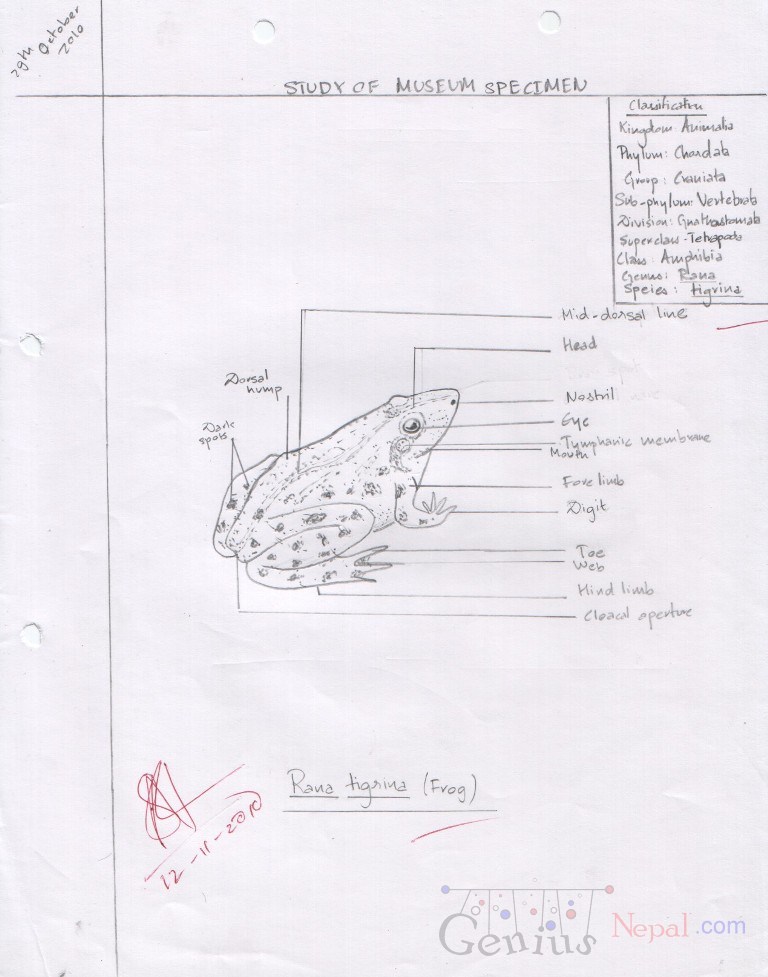 29th October 2010
STUDY OF MUSEUM SPECIMEN
Classification
Kingdom: Animalia
Phylum: Chordata
Group: Craniata
Sub-phylum: Vertebrata
Division: Gnathostomata
Superclass - Tetrapoda
Class: Amphibia
Genus: Rana
Speies: tigrina
Mid-dorsal line
Head
Dorsal hump
Nostril
Dark spots
Eye
Tymphanic membrane
Mouth
Fore limb
Digit
Toe
Web
Hind limb
Cloacal aperture
Rana tigrina (Frog)
12-11-2010
Genius Nepal.com